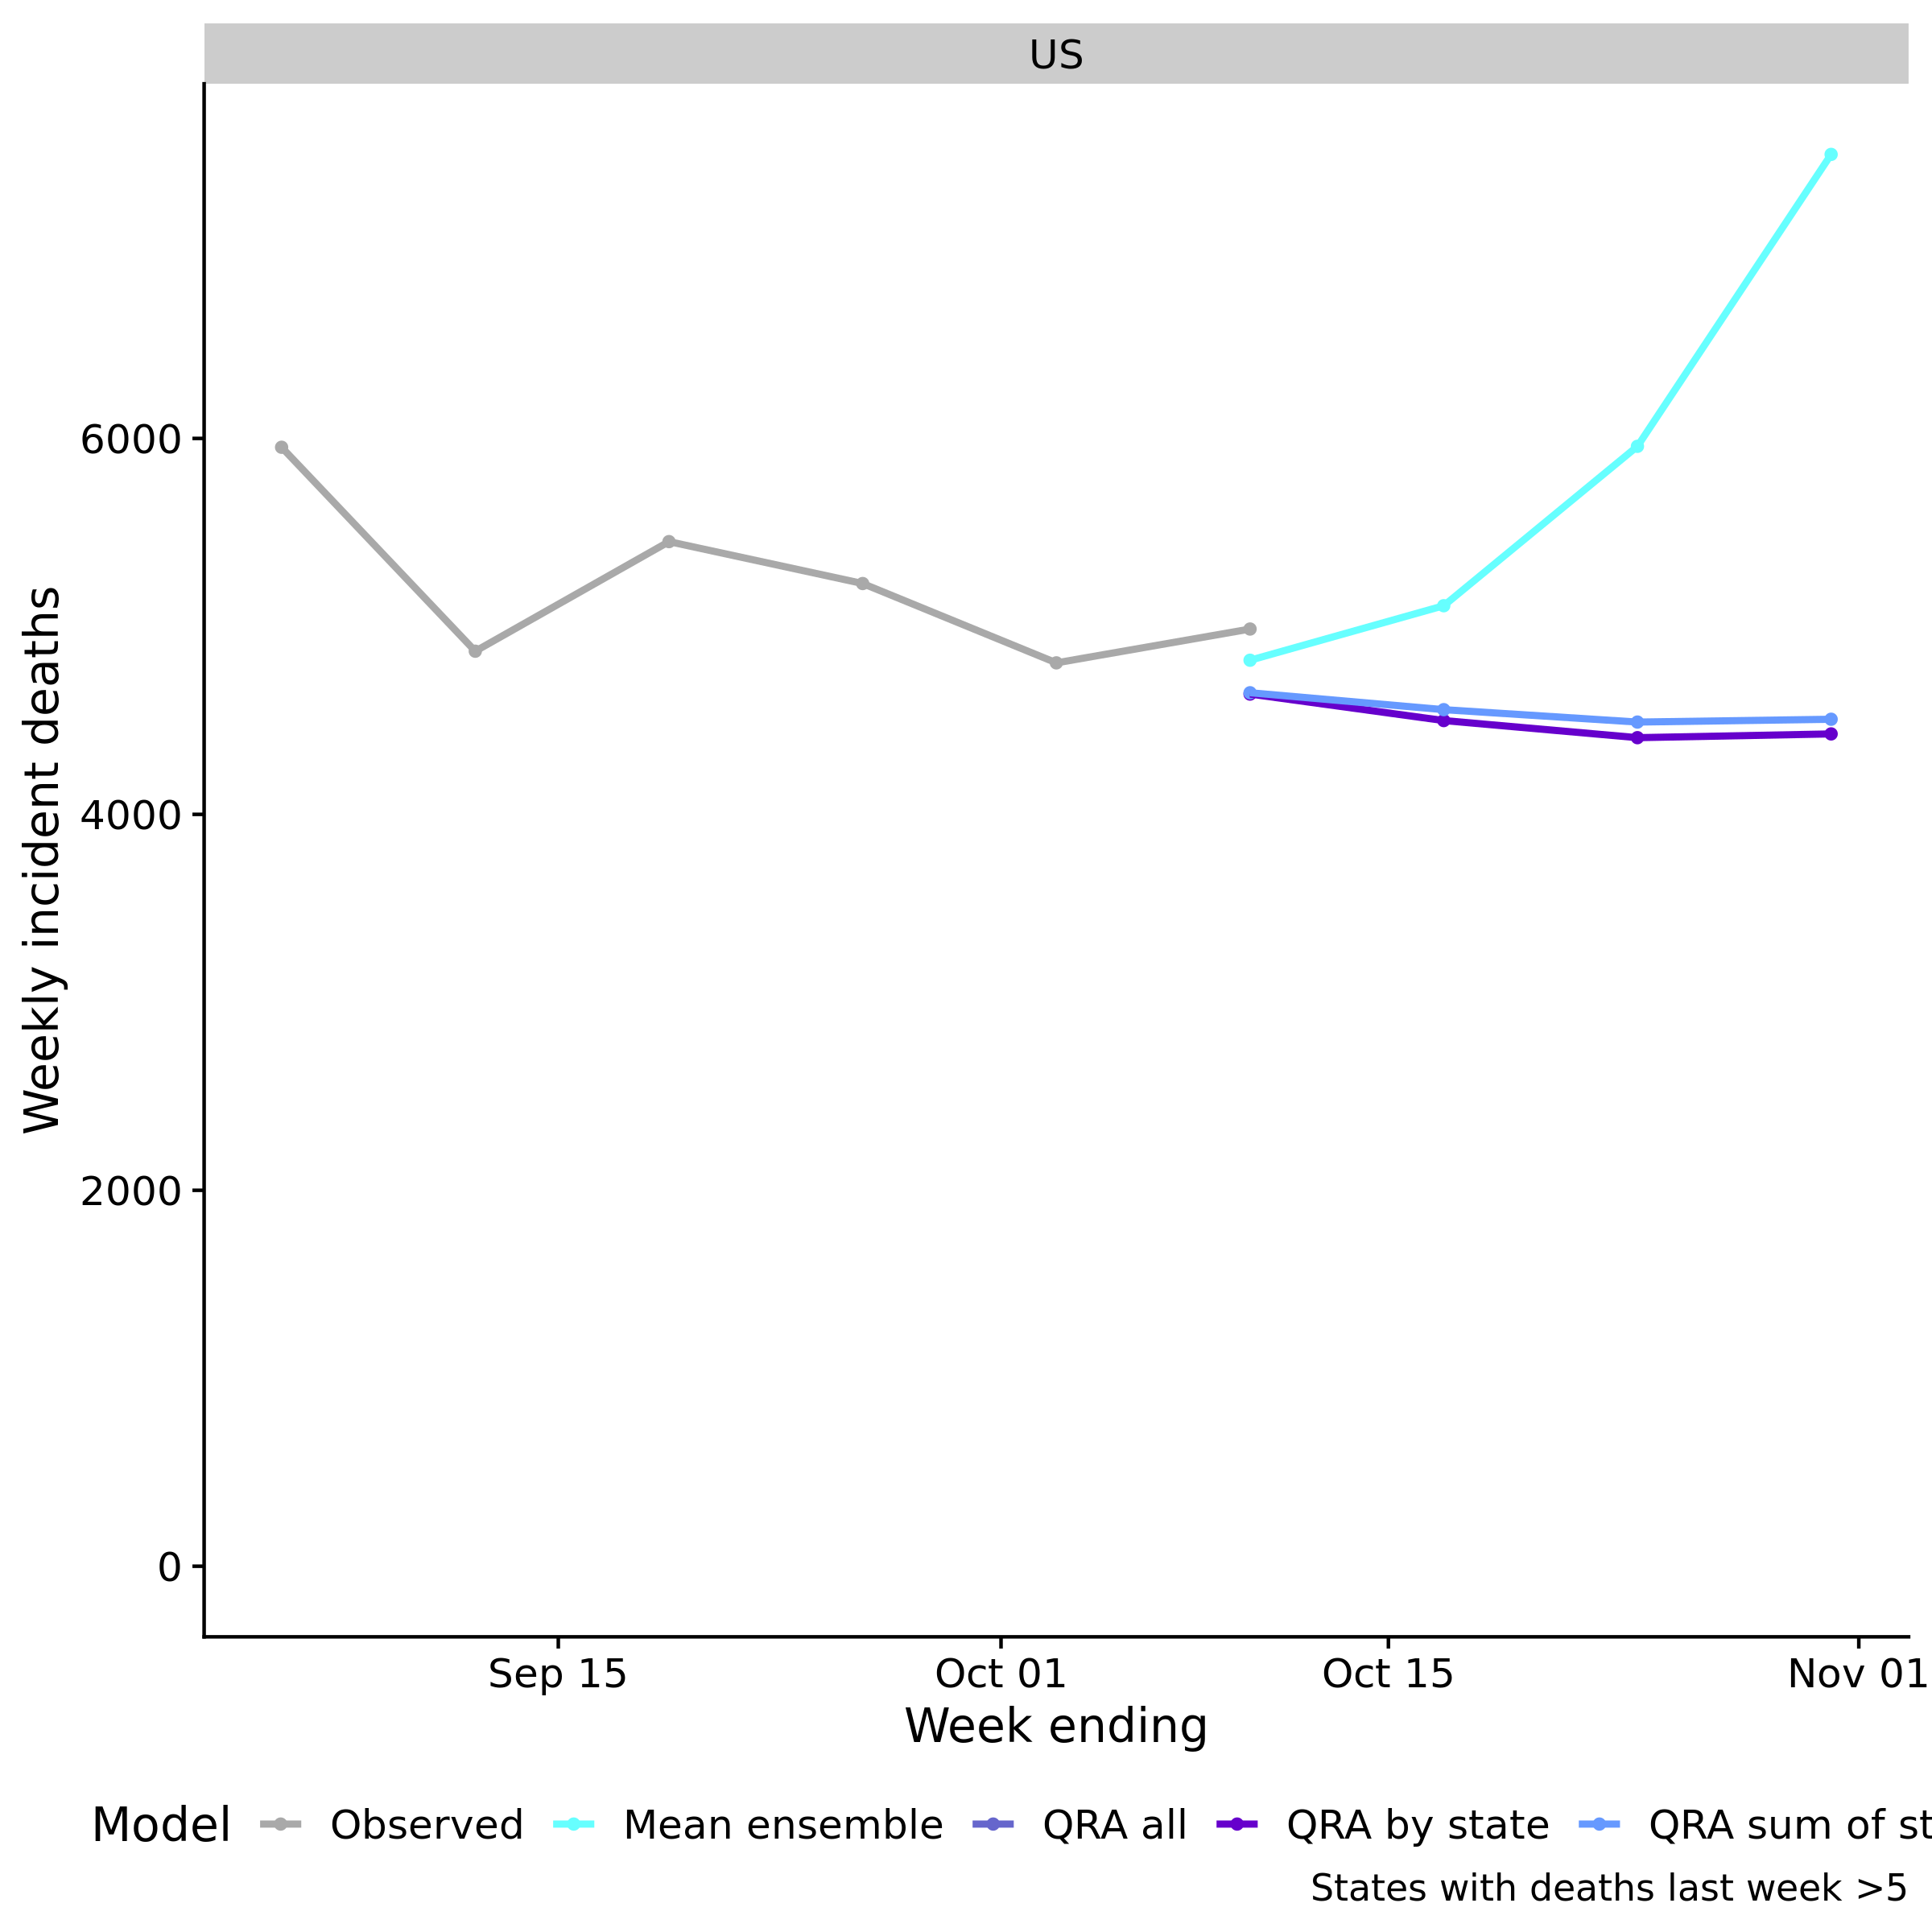 US
Weekly incident deaths
6000
4000
2000
0
Sep 15 Oct 01 Oct 15 Nov 01
Week ending
Model Observed Mean ensemble QRA all QRA by state QRA sum of
States with deaths last week >5